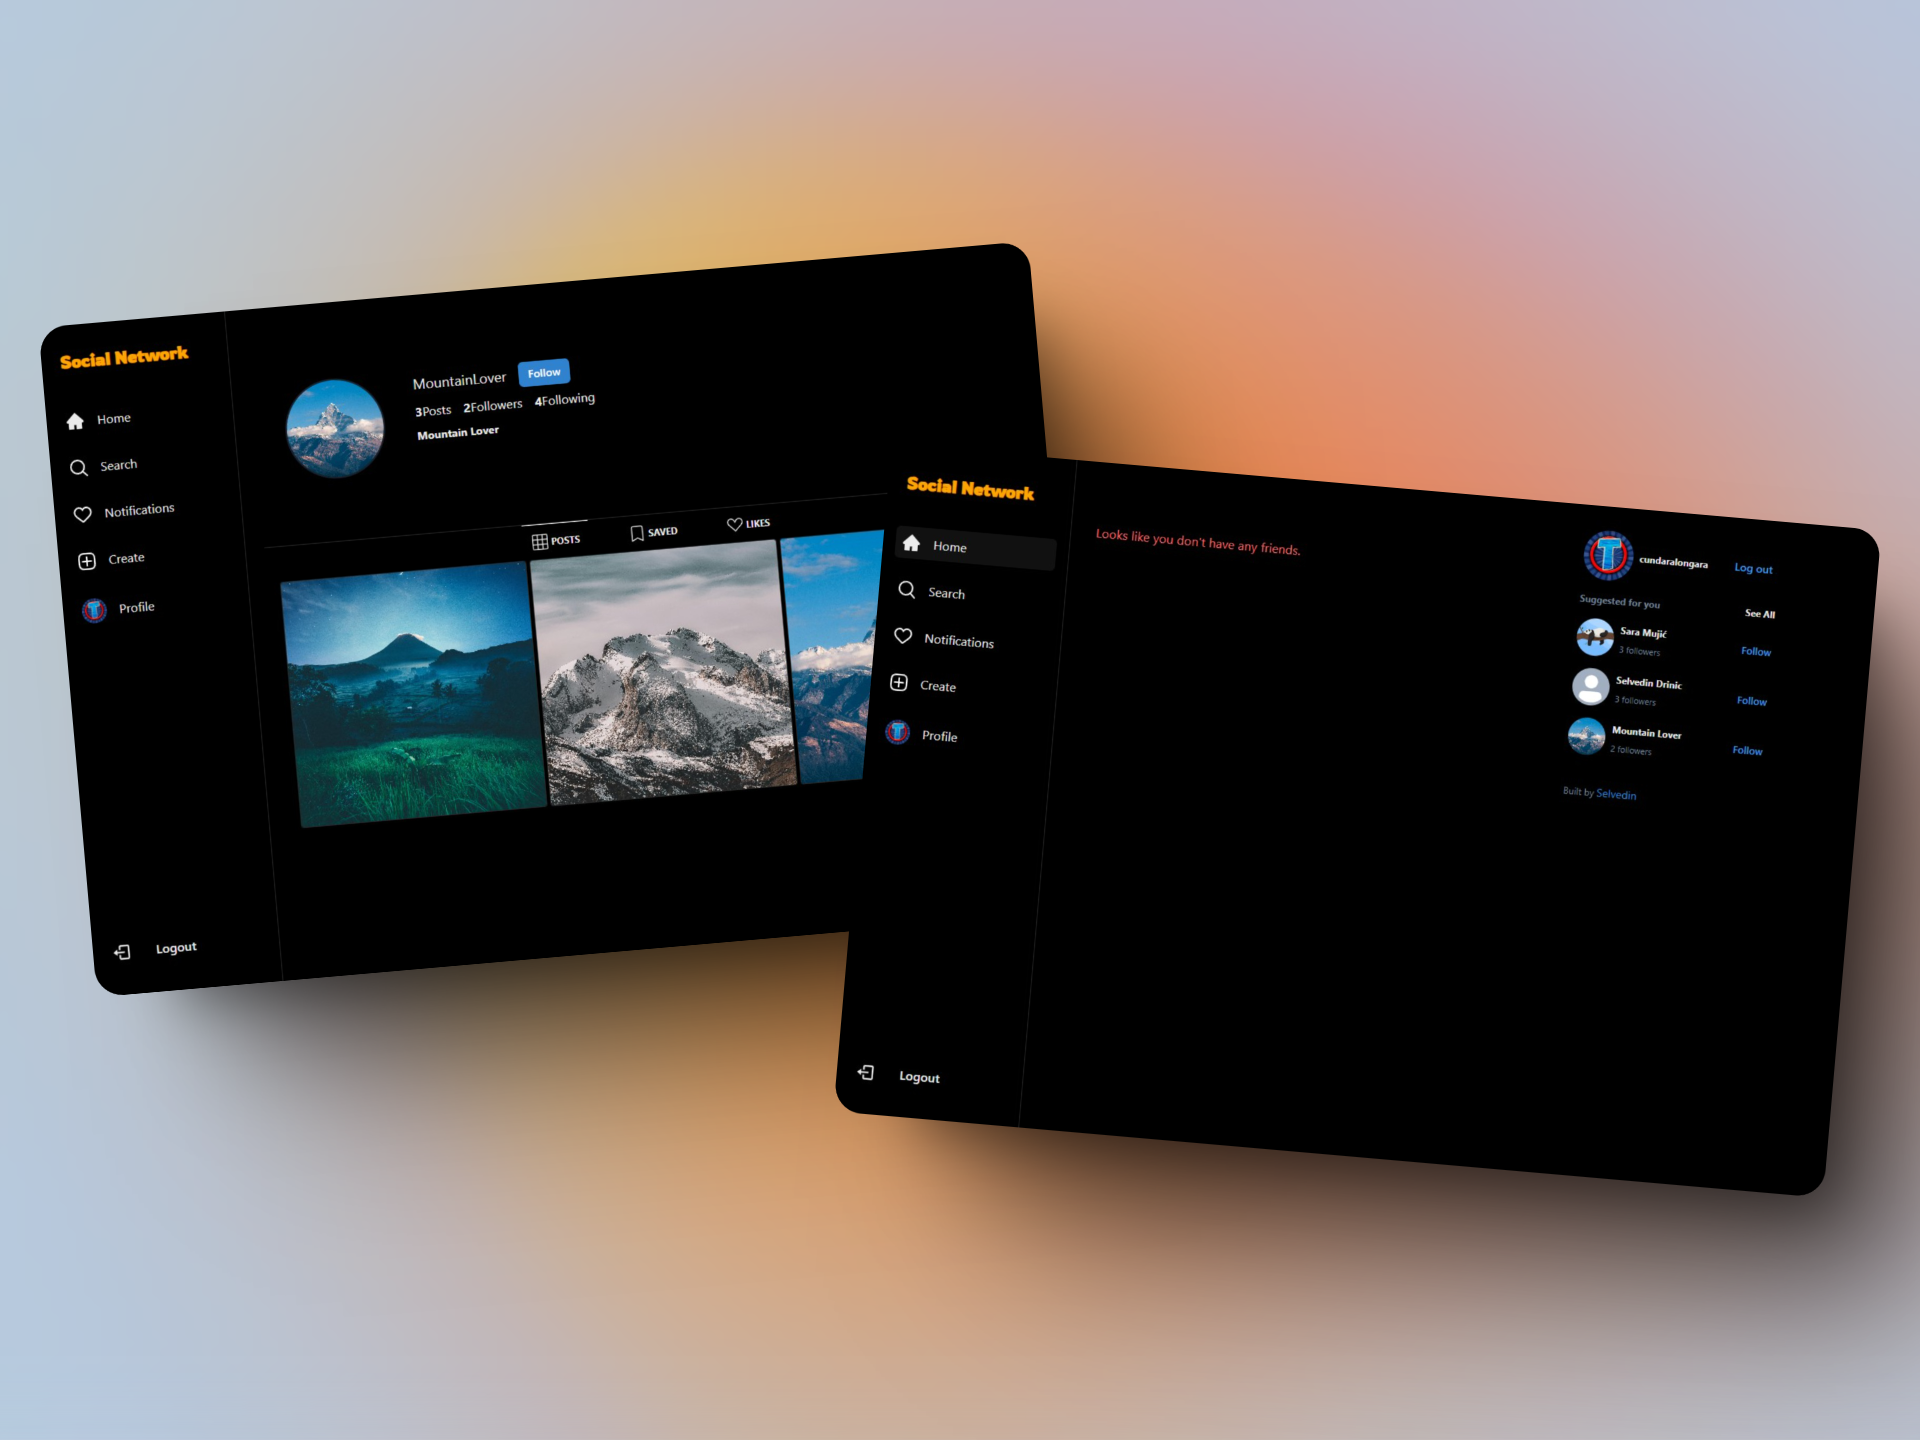 Social Network
Home
Search
Notifications
Create
Profile
Logout
MountainLover Follow
3Posts 2Followers 4Following
Mountain Lover
POSTS SAVED LIKES
Social Network
Home
Search
Notifications
Create
Profile
Logout
Looks like you don't have any friends.
cundaralongara Log out
Suggested for you See All
Sara Mujić
3 followers
Follow
Selvedin Drinic
3 followers
Follow
Mountain Lover
2 followers
Follow
Built by Selvedin